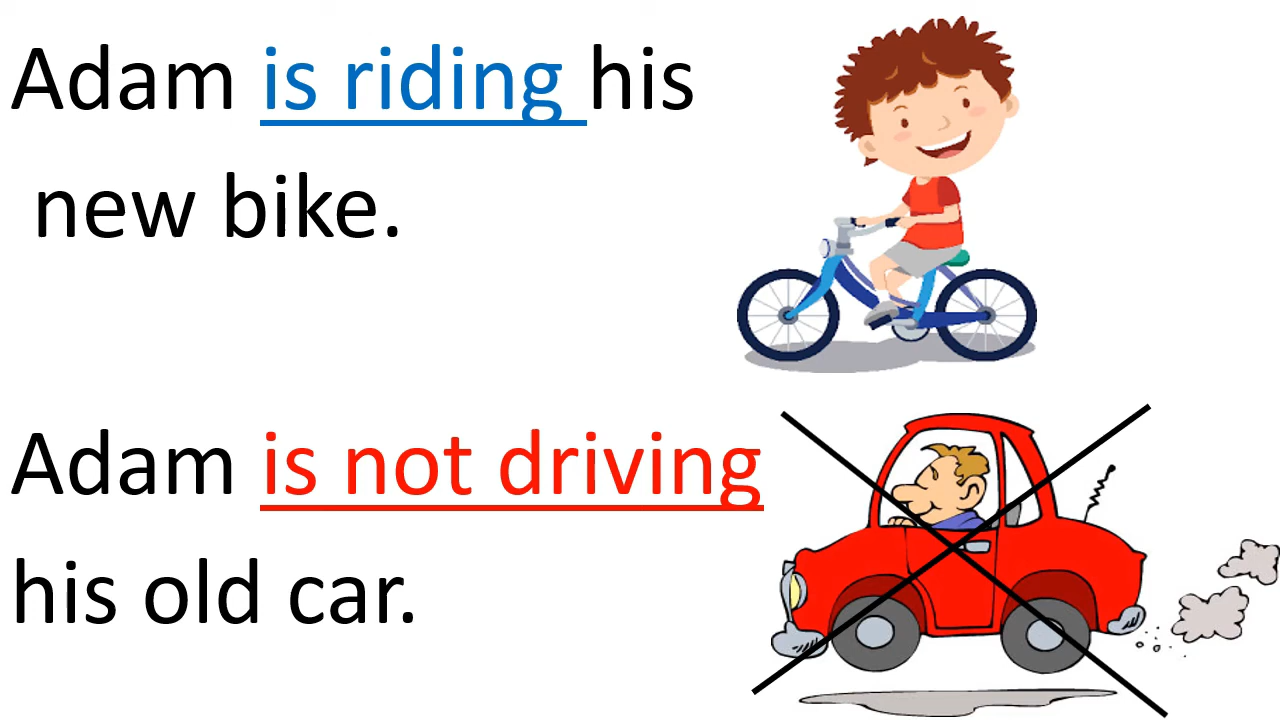 Adam is riding his
new bike.
Adam is not driving
his old car.